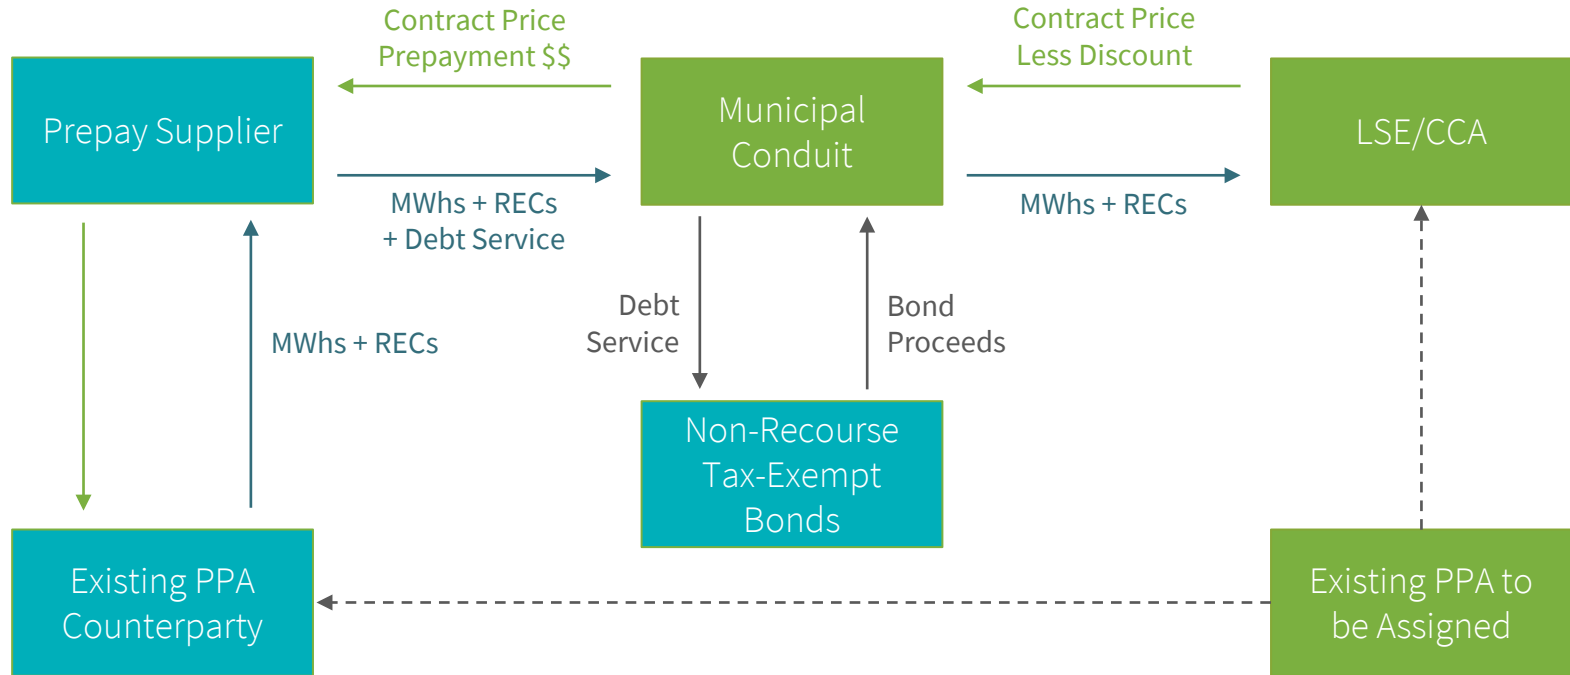 Contract Price
Prepayment $$
Contract Price
Less Discount
Prepay Supplier
Municipal
Conduit
LSE/CCA
MWhs + RECs
+ Debt Service
MWhs + RECs
Debt
Service
Bond
Proceeds
MWhs + RECs
Non-Recourse
Tax-Exempt
Bonds
Existing PPA
Counterparty
Existing PPA to
be Assigned